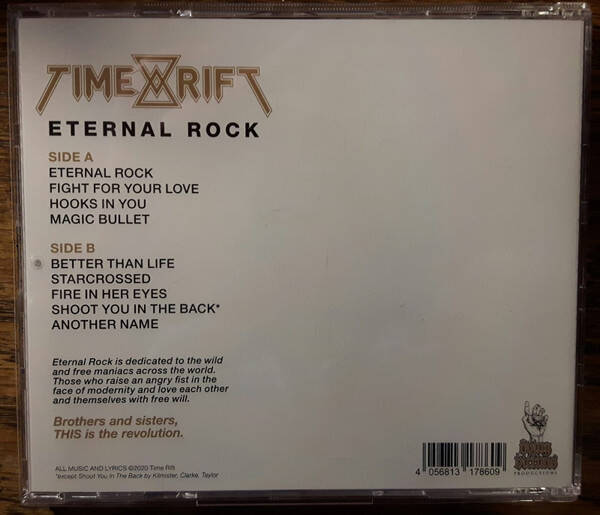 TIME RIFT
ETERNAL ROCK
SIDE A
ETERNAL ROCK
FIGHT FOR YOUR LOVE
HOOKS IN YOU
MAGIC BULLET
SIDE B
BETTER THAN LIFE
STARCROSSED
FIRE IN HER EYES
SHOOT YOU IN THE BACK*
ANOTHER NAME
Eternal Rock is dedicated to the wild
and free maniacs across the world.
Those who raise an angry fist in the
face of modernity and love each other
and themselves with free will.
Brothers and sisters,
THIS is the revolution.
ALL MUSIC AND LYRICS ©2020 Time Rift
*except Shoot You in The Back by Kilmister, Clarke, Taylor
4 056813 178609
PRODUCTIONS